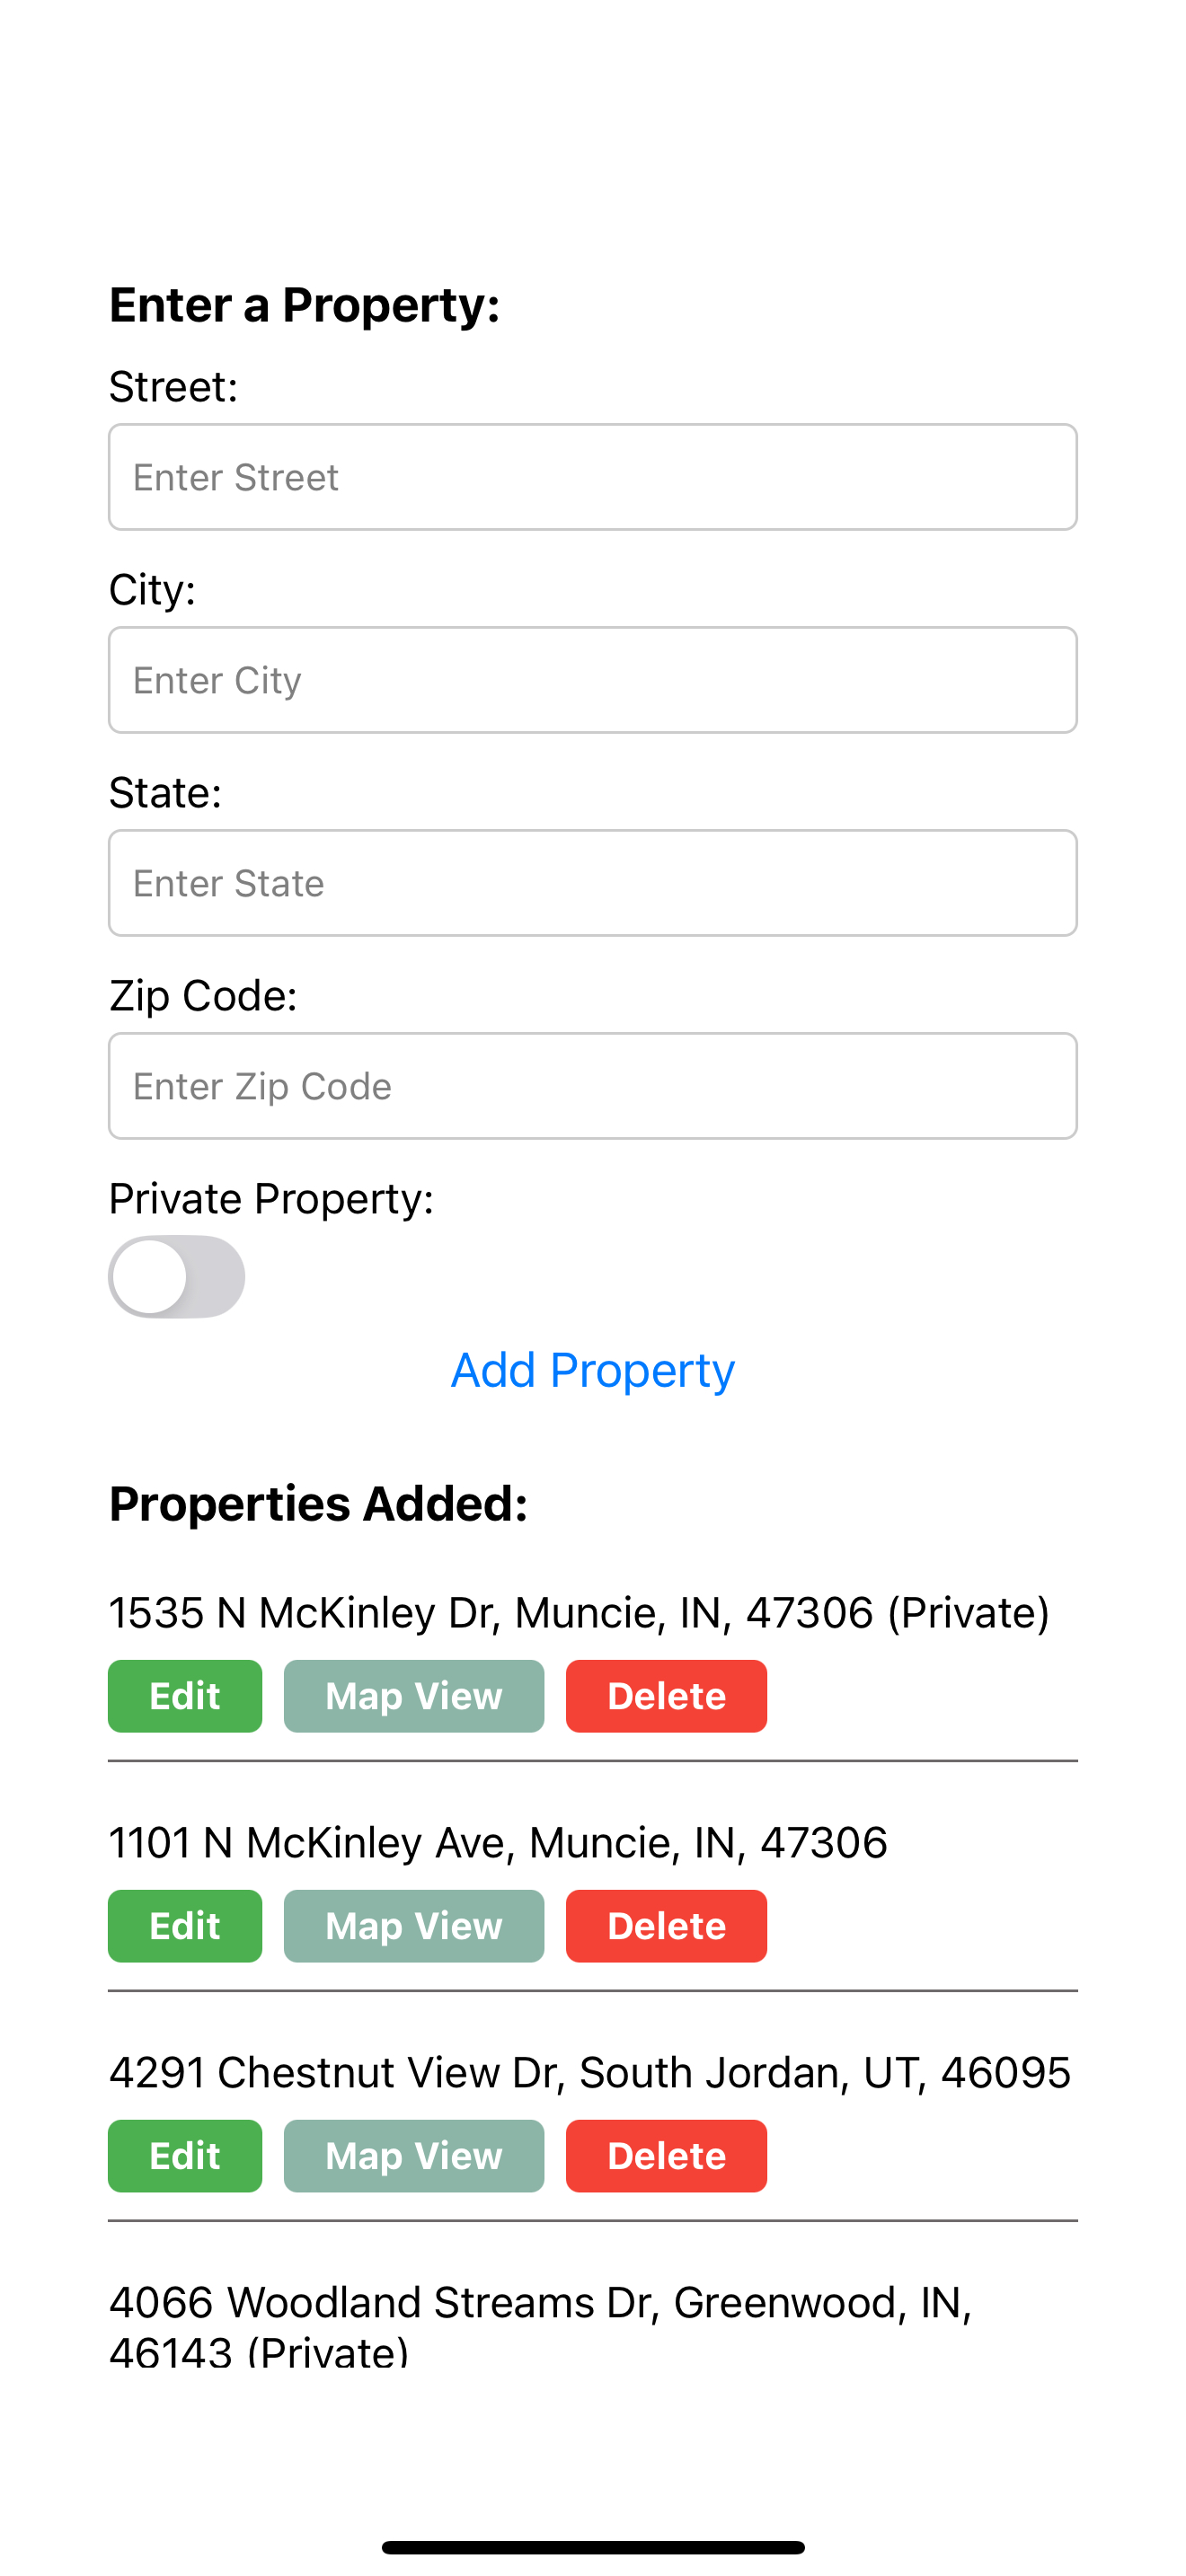 Enter a Property:
Street:
Enter Street
City:
Enter City
State:
Enter State
Zip Code:
Enter Zip Code
Private Property:
Add Property
Properties Added:
1535 N McKinley Dr, Muncie, IN, 47306 (Private)
Edit Map View Delete
1101 N McKinley Ave, Muncie, IN, 47306
Edit Map View Delete
4291 Chestnut View Dr, South Jordan, UT, 46095
Edit Map View Delete
4066 Woodland Streams Dr, Greenwood, IN,
46143 (Private)